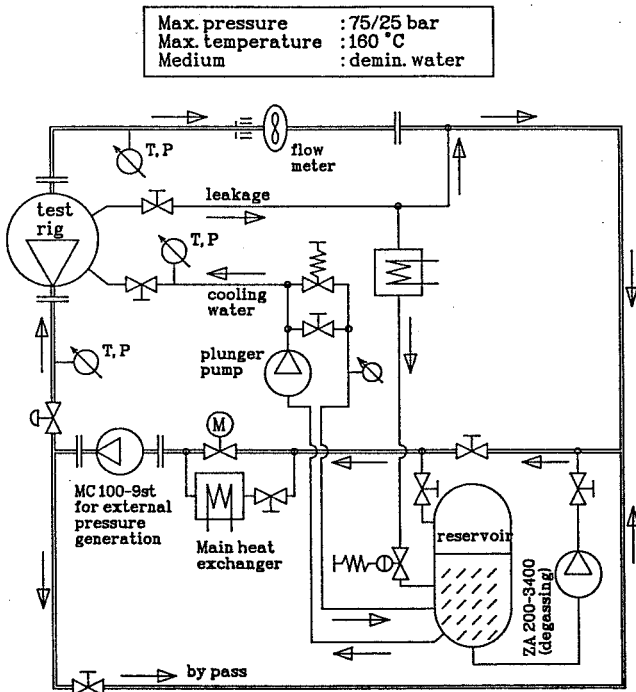 Max. pressure :75/25 bar
Max. temperature :160 °C
Medium :demin. water
T, P
flow
meter
leakage
test
rig
T, P
cooling
water
plunger
pump
T, P
M
MC 100-9st
for external
pressure
generation
Main heat
exchanger
reservoir
ZA 200-3400
(degassing)
by pass